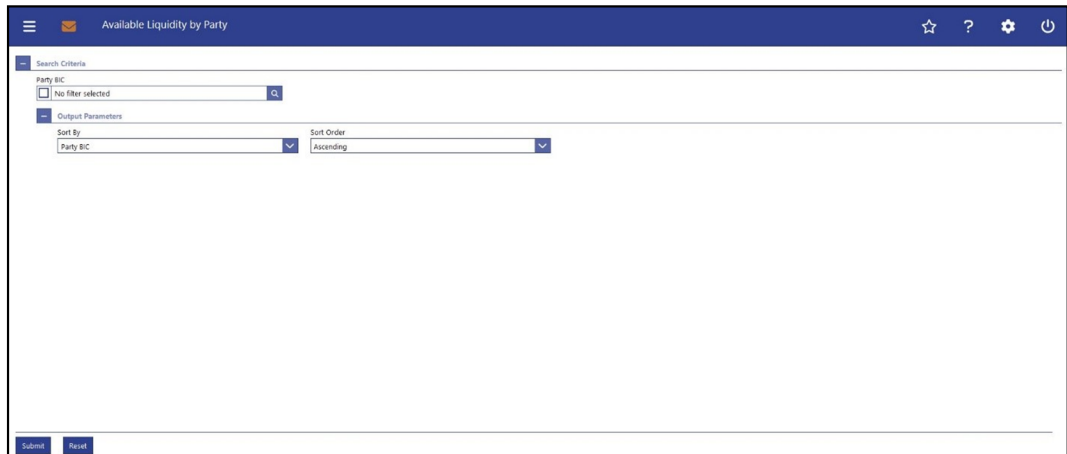 Available Liquidity by Party
Search Criteria
Party BIC
No filter selected
Output Parameters
Sort By Sort Order
Party BIC Ascending
Submit Reset